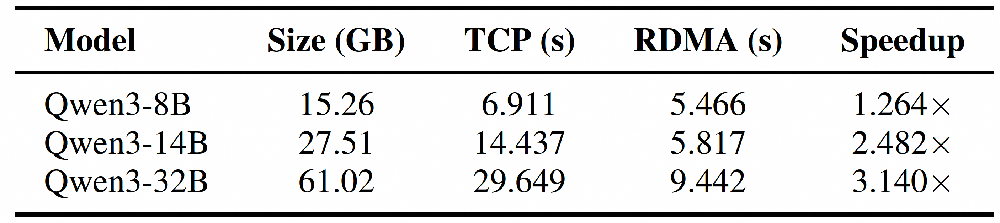 Model Size (GB) TCP (s) RDMA (s) Speedup
Qwen3-8B 15.26 6.911 5.466 1.264×
Qwen3-14B 27.51 14.437 5.817 2.482×
Qwen3-32B 61.02 29.649 9.442 3.140×